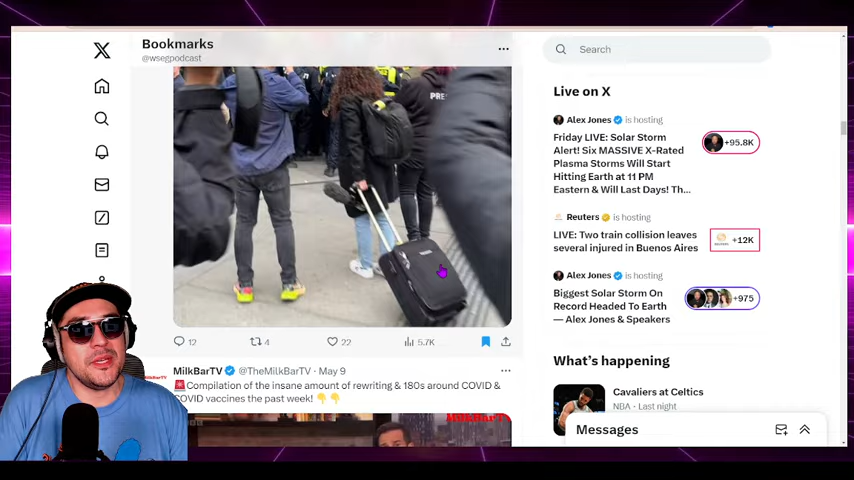 Bookmarks
@wsegpodcast
Search
PRE
Live on X
Alex Jones is hosting
Friday LIVE: Solar Storm
Alert! Six MASSIVE X-Rated
Plasma Storms Will Start
Hitting Earth at 11 PM
Eastern & Will Last Days! Th...
+95.8K
Reuters is hosting
LIVE: Two train collision leaves
several injured in Buenos Aires
+12K
Alex Jones is hosting
Biggest Solar Storm On
Record Headed To Earth
— Alex Jones & Speakers
+975
12
4
22
5.7K
MilkBarTV @TheMilkBarTV · May 9
🚨Compilation of the insane amount of rewriting & 180s around COVID &
COVID vaccines the past week! 👇👇
MilkBarTV
What's happening
Cavaliers at Celtics
NBA · Last night
Messages